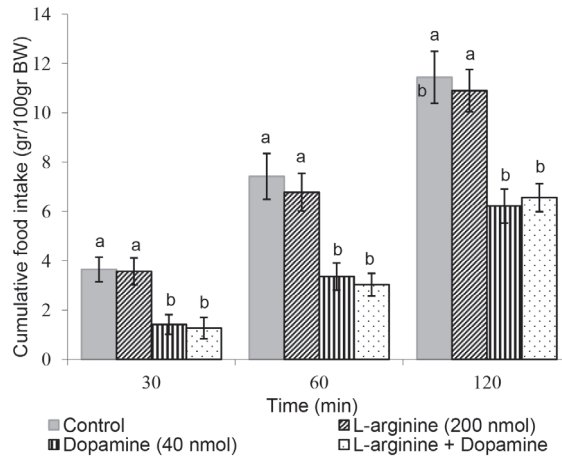 Cumulative food intake (gr/100gr BW)
14
12
10
8
6
4
2
0
a a b b
a a b b
a b a b b
30 60 120
Time (min)
Control L-arginine (200 nmol)
Dopamine (40 nmol) L-arginine + Dopamine